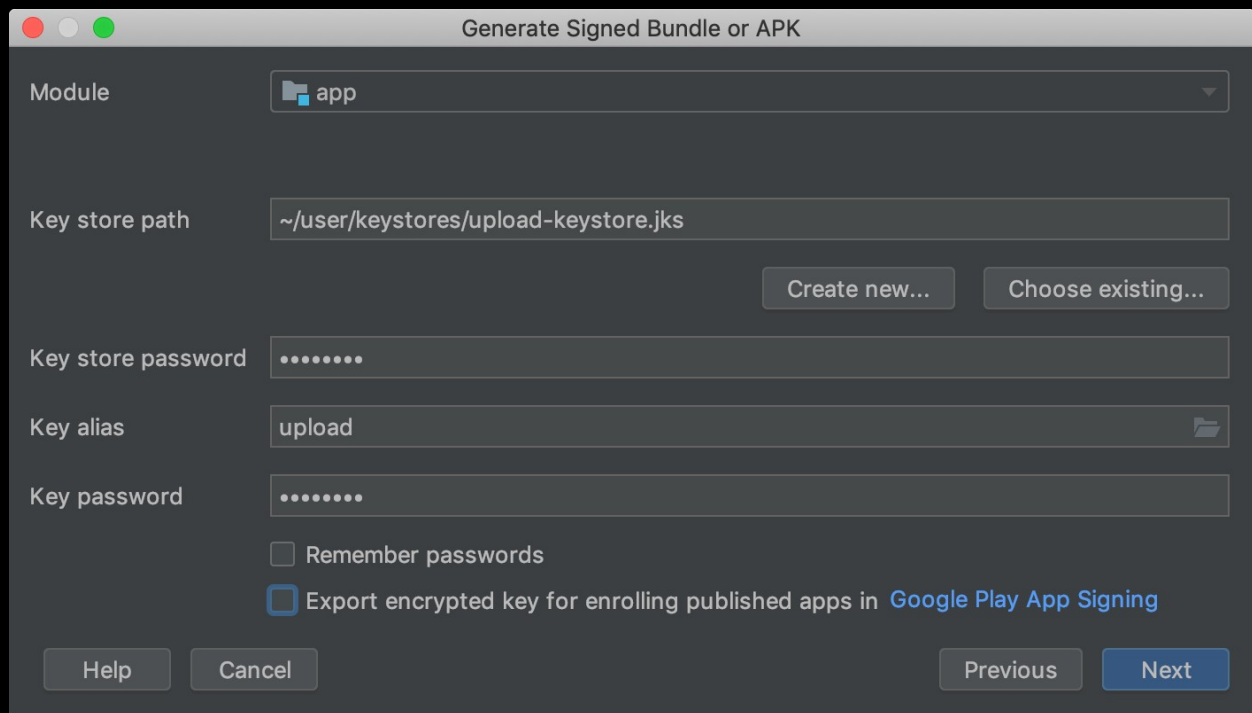 Generate Signed Bundle or APK
Module
app
Key store path
~/user/keystores/upload-keystore.jks
Create new...
Choose existing...
Key store password
••••••••
Key alias
upload
Key password
••••••••
Remember passwords
Export encrypted key for enrolling published apps in Google Play App Signing
Help
Cancel
Previous
Next